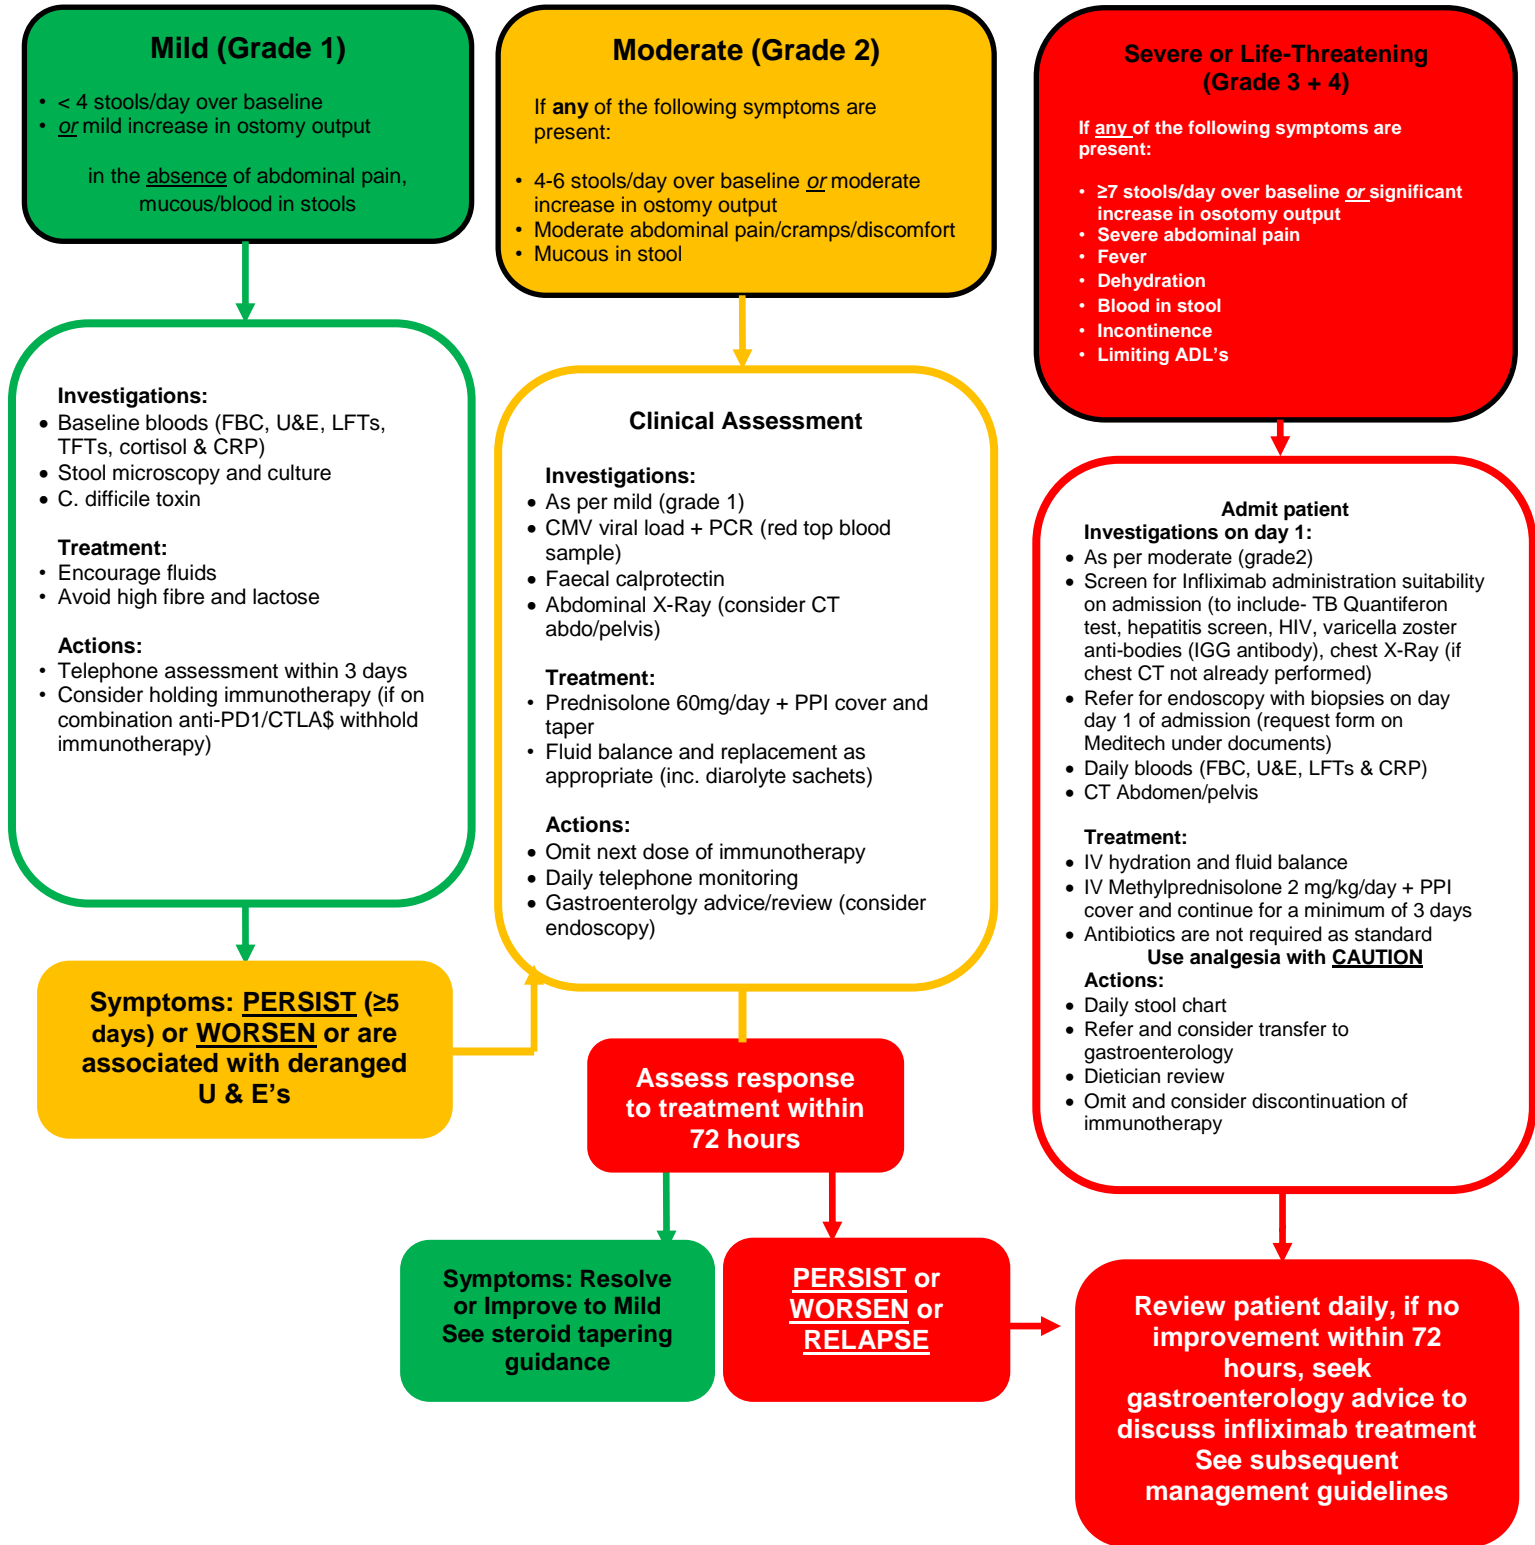 Mild (Grade 1)
• < 4 stools/day over baseline
• or mild increase in ostomy output
in the absence of abdominal pain,
mucous/blood in stools
Investigations:
• Baseline bloods (FBC, U&E, LFTs,
TFTs, cortisol & CRP)
• Stool microscopy and culture
• C. difficile toxin
Treatment:
• Encourage fluids
• Avoid high fibre and lactose
Actions:
• Telephone assessment within 3 days
• Consider holding immunotherapy (if on
combination anti-PD1/CTLA$ withhold
immunotherapy)
Symptoms: PERSIST (≥5
days) or WORSEN or are
associated with deranged
U & E's
Moderate (Grade 2)
If any of the following symptoms are
present:
• 4-6 stools/day over baseline or moderate
increase in ostomy output
• Moderate abdominal pain/cramps/discomfort
• Mucous in stool
Clinical Assessment
Investigations:
• As per mild (grade 1)
• CMV viral load + PCR (red top blood
sample)
• Faecal calprotectin
• Abdominal X-Ray (consider CT
abdo/pelvis)
Treatment:
• Prednisolone 60mg/day + PPI cover and
taper
• Fluid balance and replacement as
appropriate (inc. diarolyte sachets)
Actions:
• Omit next dose of immunotherapy
• Daily telephone monitoring
• Gastroenterolgy advice/review (consider
endoscopy)
Assess response
to treatment within
72 hours
Symptoms: Resolve
or Improve to Mild
See steroid tapering
guidance
PERSIST or
WORSEN or
RELAPSE
Severe or Life-Threatening
(Grade 3 + 4)
If any of the following symptoms are
present:
• ≥7 stools/day over baseline or significant
increase in osotomy output
• Severe abdominal pain
• Fever
• Dehydration
• Blood in stool
• Incontinence
• Limiting ADL's
Admit patient
Investigations on day 1:
• As per moderate (grade2)
• Screen for Infliximab administration suitability
on admission (to include- TB Quantiferon
test, hepatitis screen, HIV, varicella zoster
anti-bodies (IGG antibody), chest X-Ray (if
chest CT not already performed)
• Refer for endoscopy with biopsies on day
day 1 of admission (request form on
Meditech under documents)
• Daily bloods (FBC, U&E, LFTs & CRP)
• CT Abdomen/pelvis
Treatment:
• IV hydration and fluid balance
• IV Methylprednisolone 2 mg/kg/day + PPI
cover and continue for a minimum of 3 days
• Antibiotics are not required as standard
Use analgesia with CAUTION
Actions:
• Daily stool chart
• Refer and consider transfer to
gastroenterology
• Dietician review
• Omit and consider discontinuation of
immunotherapy
Review patient daily, if no
improvement within 72
hours, seek
gastroenterology advice to
discuss infliximab treatment
See subsequent
management guidelines